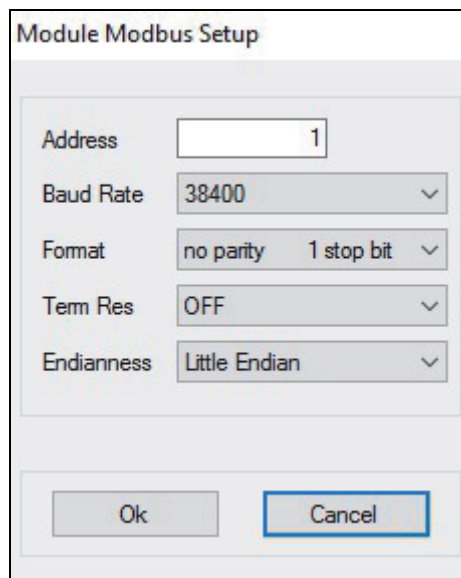 Module Modbus Setup
Address 1
Baud Rate 38400
Format no parity 1 stop bit
Term Res OFF
Endianness Little Endian
Ok Cancel